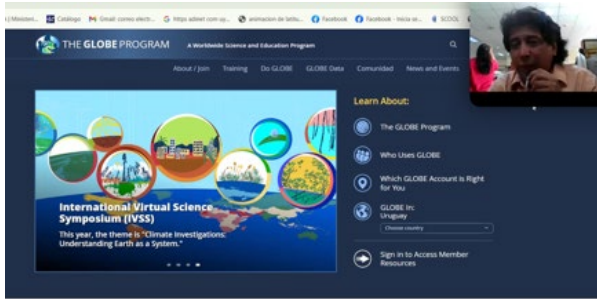 Catálogo
Gmail: correo electr...
Facebook
Facebook - Inicia se...
SCOOL
THE GLOBE PROGRAM
A Worldwide Science and Education Program
About / Join
Training
Do GLOBE
GLOBE Data
Comunidad
News and Events
International Virtual Science
Symposium (IVSS)
This year, the theme is "Climate Investigations:
Understanding Earth as a System."
Learn About:
The GLOBE Program
Who Uses GLOBE
Which GLOBE Account Is Right
for You
GLOBE In:
Uruguay
Choose country
Sign in to Access Member
Resources